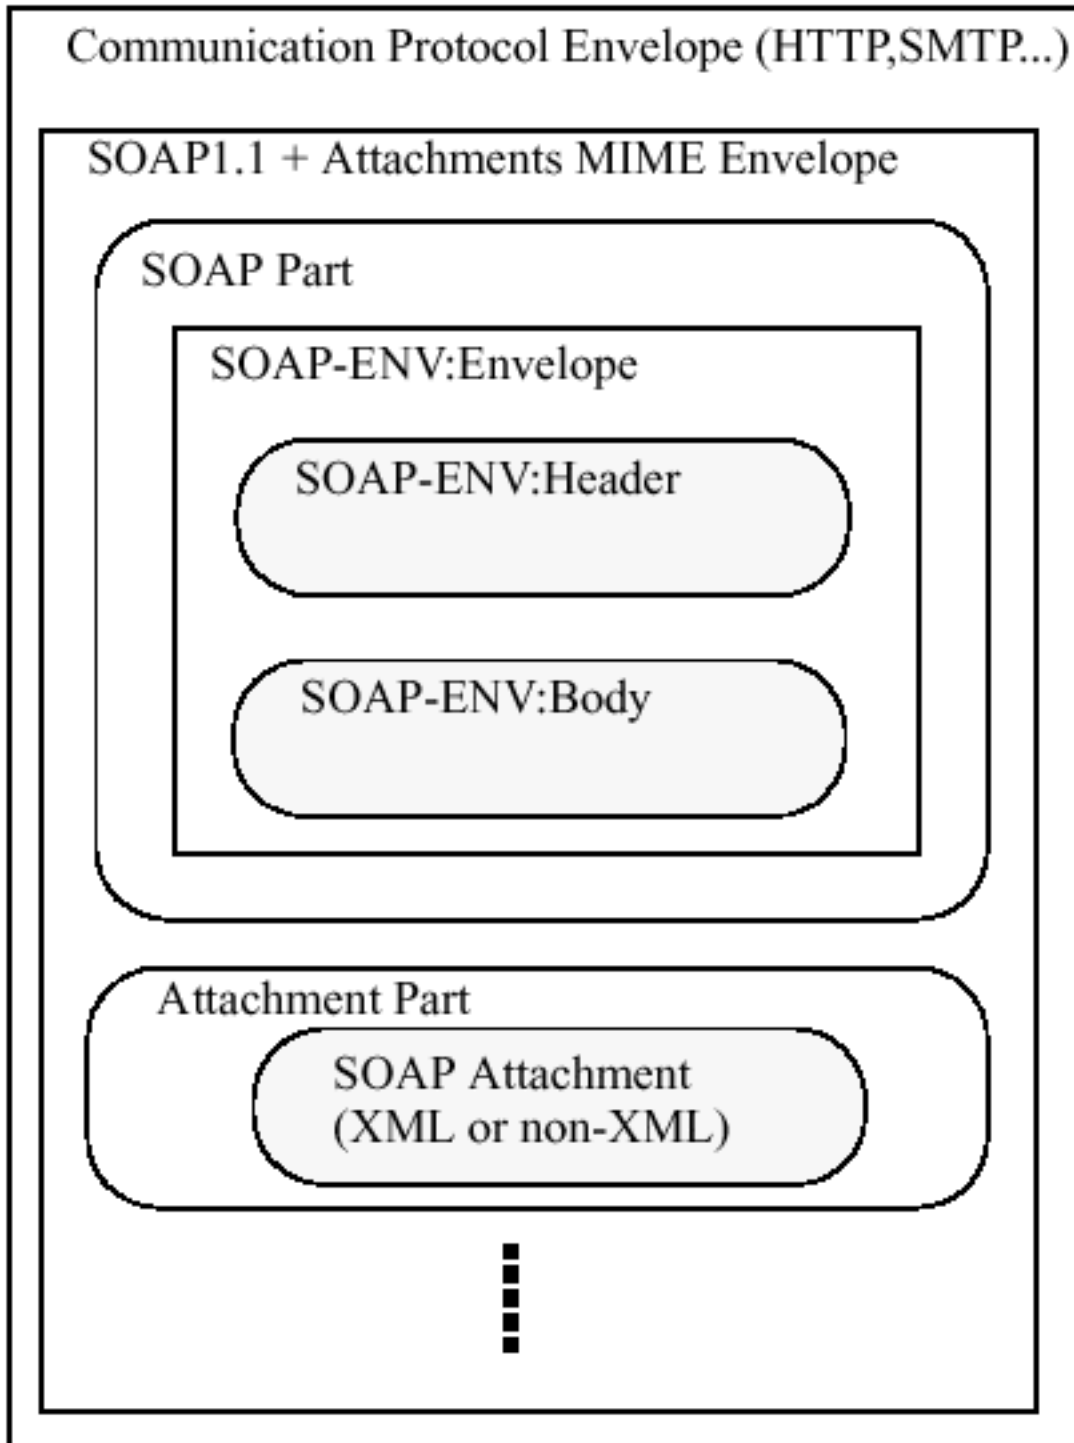 Communication Protocol Envelope (HTTP,SMTP...)
SOAP1.1 + Attachments MIME Envelope
SOAP Part
SOAP-ENV:Envelope
SOAP-ENV:Header
SOAP-ENV:Body
Attachment Part
SOAP Attachment
(XML or non-XML)